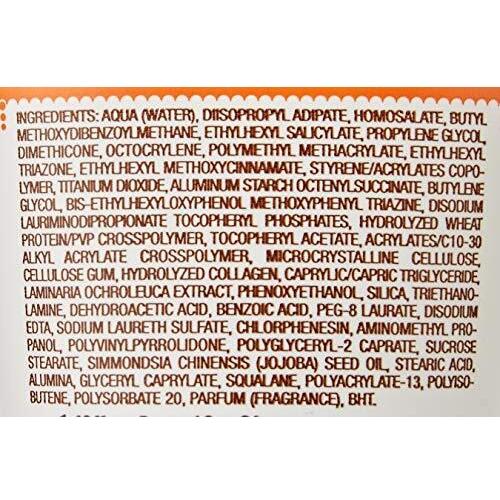 INGREDIENTS: AQUA (WATER), DIISOPROPYL ADIPATE, HOMOSALATE, BUTYL
METHOXYDIBENZOYLMETHANE, ETHYLHEXYL SALICYLATE, PROPYLENE GLYCOL,
DIMETHICONE, OCTOCRYLENE, POLYMETHYL METHACRYLATE, ETHYLHEXYL
TRIAZONE, ETHYLHEXYL METHOXYCINNAMATE, STYRENE/ACRYLATES COPO-
LYMER, TITANIUM DIOXIDE, ALUMINUM STARCH OCTENYLSUCCINATE, BUTYLENE
GLYCOL, BIS-ETHYLHEXYLOXYPHENOL METHOXYPHENYL TRIAZINE, DISODIUM
LAURIMINODIPROPIONATE TOCOPHERYL PHOSPHATES, HYDROLYZED WHEAT
PROTEIN/PVP CROSSPOLYMER, TOCOPHERYL ACETATE, ACRYLATES/C10-30
ALKYL ACRYLATE CROSSPOLYMER, MICROCRYSTALLINE CELLULOSE,
CELLULOSE GUM, HYDROLYZED COLLAGEN, CAPRYLIC/CAPRIC TRIGLYCERIDE,
LAMINARIA OCHROLEUCA EXTRACT, PHENOXYETHANOL, SILICA, TRIETHANO-
LAMINE, DEHYDROACETIC ACID, BENZOIC ACID, PEG-8 LAURATE, DISODIUM
EDTA, SODIUM LAURETH SULFATE, CHLORPHENESIN, AMINOMETHYL PRO-
PANOL, POLYVINYLPYRROLIDONE, POLYGLYCERYL-2 CAPRATE, SUCROSE
STEARATE, SIMMONDSIA CHINENSIS (JOJOBA) SEED OIL, STEARIC ACID,
ALUMINA, GLYCERYL CAPRYLATE, SQUALANE, POLYACRYLATE-13, POLYISO-
BUTENE, POLYSORBATE 20, PARFUM (FRAGRANCE), BHT.